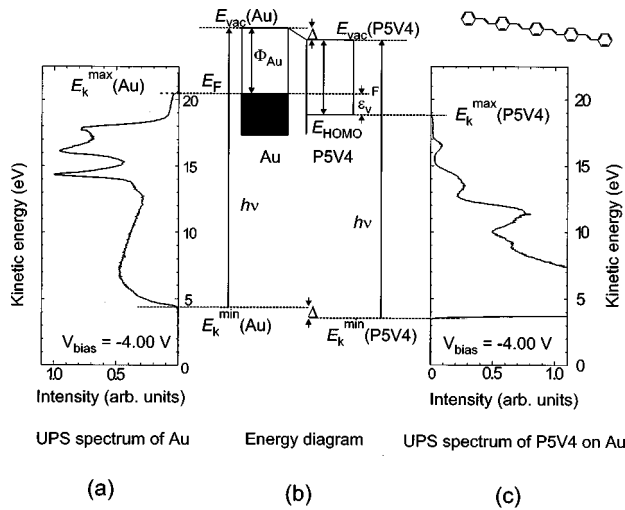 E_vac(Au)
Δ
E_vac(P5V4)
Φ_Au
E_k^max(Au)
E_F
F
ε_v
E_k^max(P5V4)
E_HOMO
Au
P5V4
hν
hν
20
15
10
5
0
Kinetic energy (eV)
20
15
10
5
0
Kinetic energy (eV)
Δ
E_k^min(Au)
E_k^min(P5V4)
V_bias = -4.00 V
V_bias = -4.00 V
1.0 0.5
0 0.5 1.0
Intensity (arb. units)
Intensity (arb. units)
UPS spectrum of Au
Energy diagram
UPS spectrum of P5V4 on Au
(a)
(b)
(c)